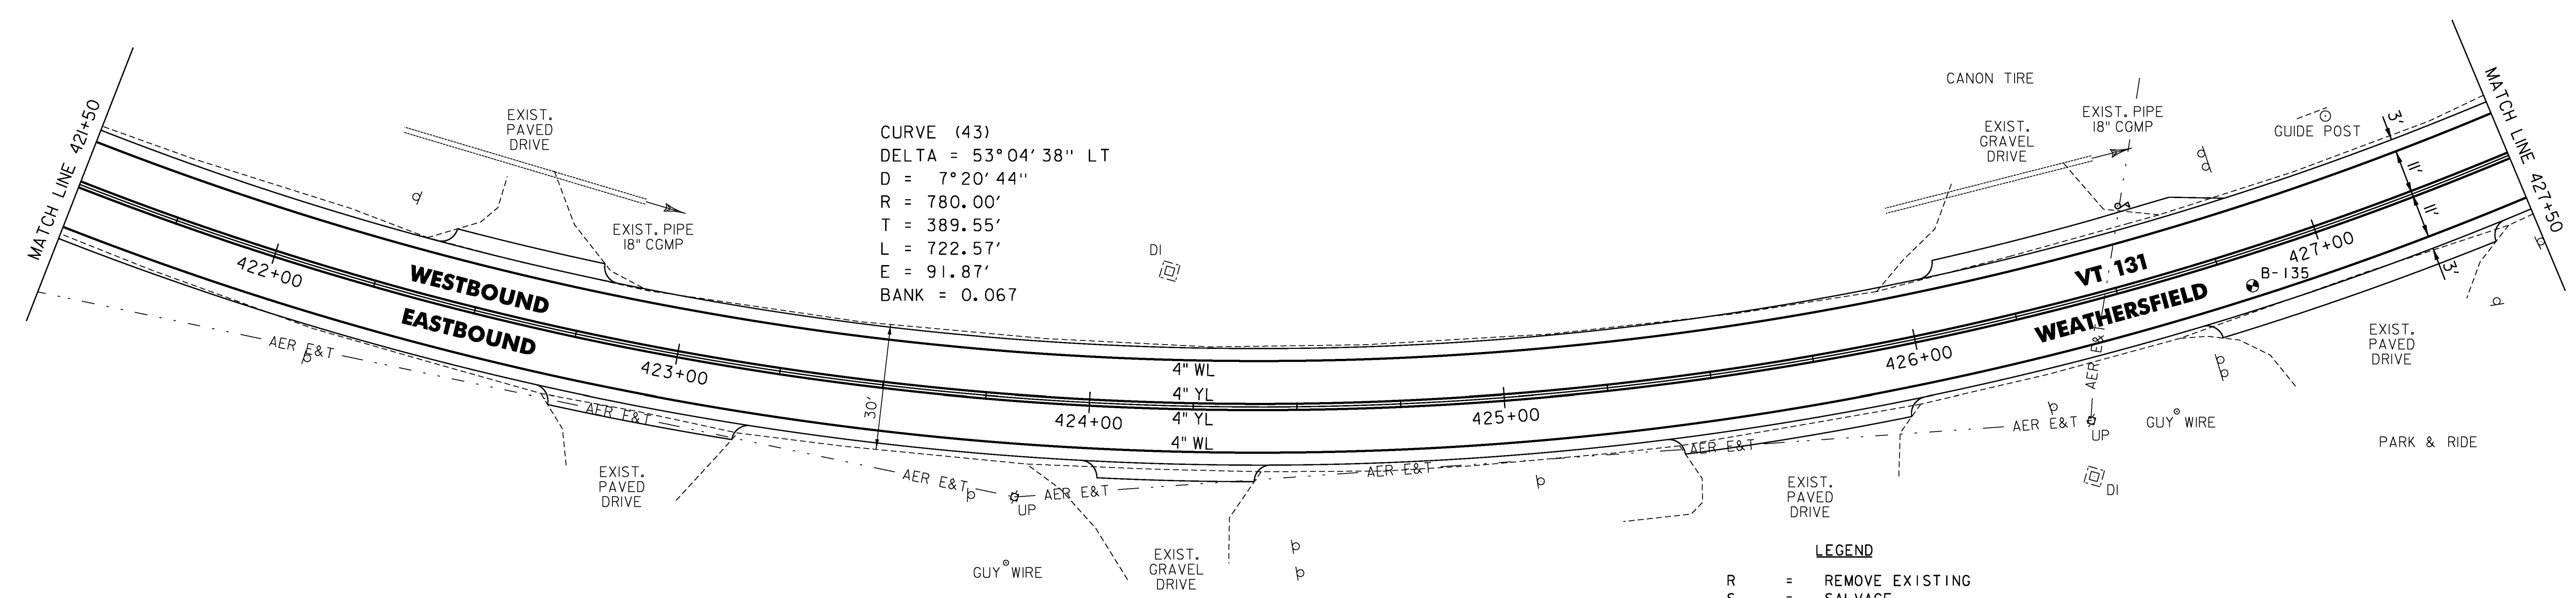 MATCH LINE 421+50
EXIST.
PAVED
DRIVE
EXIST. PIPE
18" CGMP
CURVE (43)
DELTA = 53°04'38" LT
D = 7°20'44"
R = 780.00'
T = 389.55'
L = 722.57'
E = 91.87'
BANK = 0.067
DI
CANON TIRE
EXIST.
GRAVEL
DRIVE
EXIST. PIPE
18" CGMP
GUIDE POST
3'
11'
11'
3'
MATCH LINE 427+50
422+00
WESTBOUND
EASTBOUND
423+00
424+00
425+00
426+00
427+00
VT 131
WEATHERSFIELD
B-135
30'
4" WL
4" YL
4" YL
4" WL
AER E&T
AER E&T
AER E&T
AER E&T
AER E&T
AER E&T
AER E&T
AER E&T
EXIST.
PAVED
DRIVE
UP
GUY WIRE
EXIST.
GRAVEL
DRIVE
EXIST.
PAVED
DRIVE
UP
GUY WIRE
DI
EXIST.
PAVED
DRIVE
PARK & RIDE
LEGEND
R = REMOVE EXISTING
S = SALVAGE